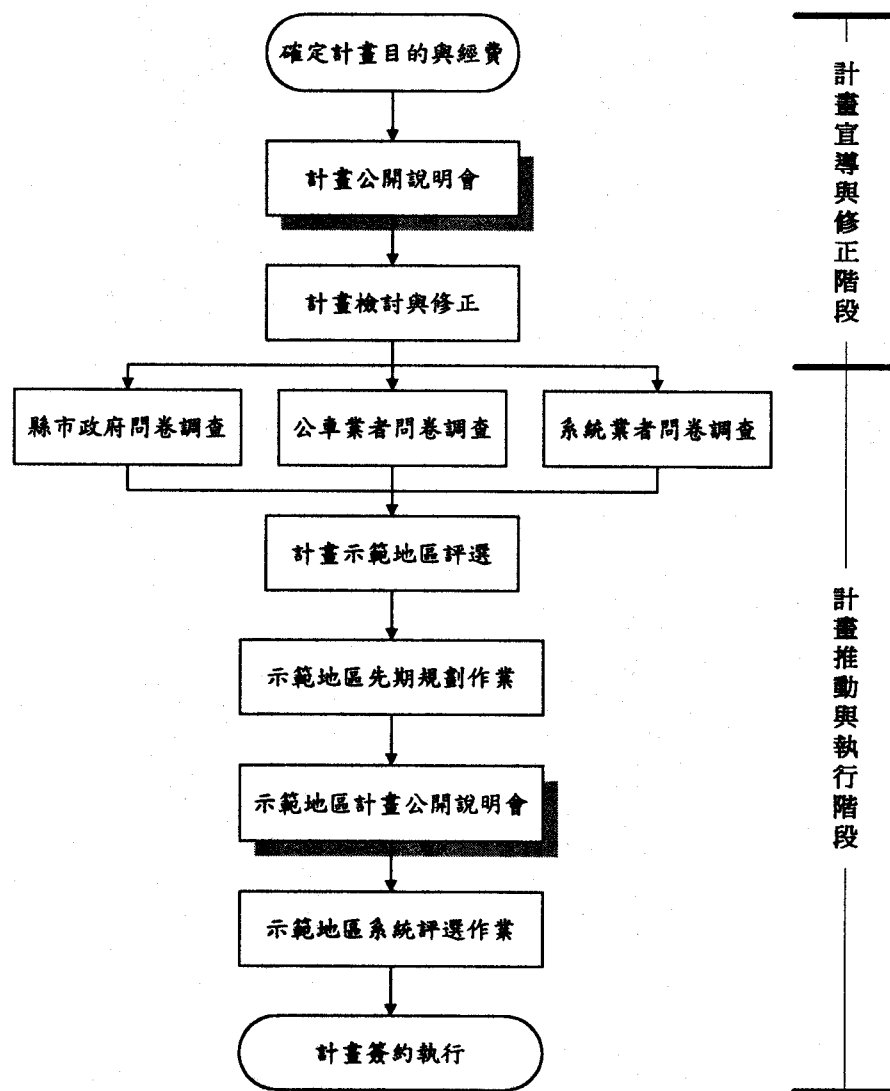 確定計畫目的與經費
計畫公開說明會
計畫檢討與修正
縣市政府問卷調查
公車業者問卷調查
系統業者問卷調查
計畫示範地區評選
示範地區先期規劃作業
示範地區計畫公開說明會
示範地區系統評選作業
計畫簽約執行
計畫宣導與修正階段
計畫推動與執行階段